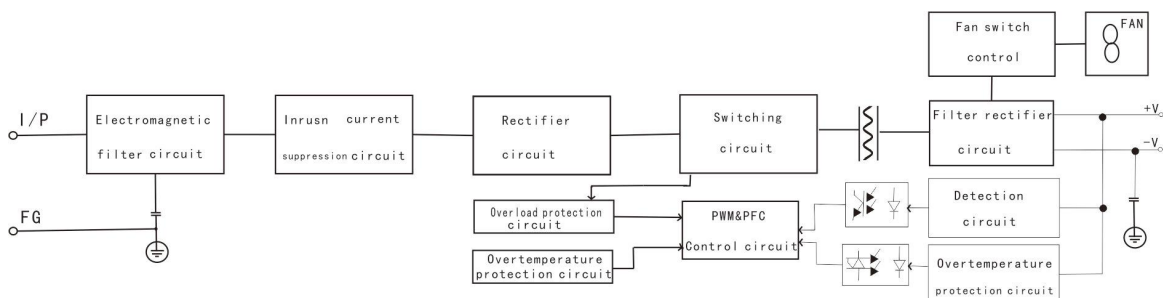 Fan switch
control
FAN
I/P
Electromagnetic
filter circuit
Inrusn current
suppression circuit
Rectifier
circuit
Switching
circuit
Filter rectifier
circuit
+V
-V
FG
Overload protection
circuit
PWM&PFC
Control circuit
Detection
circuit
Overtemperature
protection circuit
Overtemperature
protection circuit